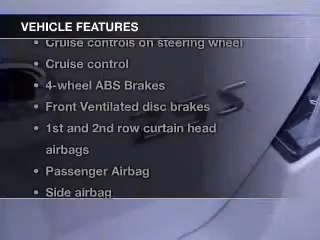 VEHICLE FEATURES
• Cruise controls on steering wheel
• Cruise control
• 4-wheel ABS Brakes
• Front Ventilated disc brakes
• 1st and 2nd row curtain head
airbags
• Passenger Airbag
• Side airbag